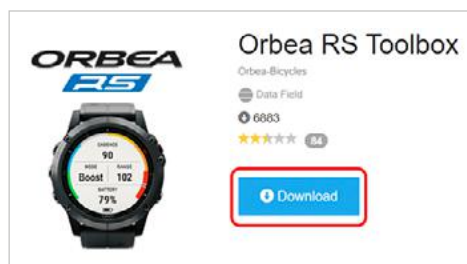 ORBEA
RS
CADENCE
90
MODE RANGE
Boost 102
BATTERY
79%
Orbea RS Toolbox
Orbea-Bicycles
Data Field
6883
84
Download